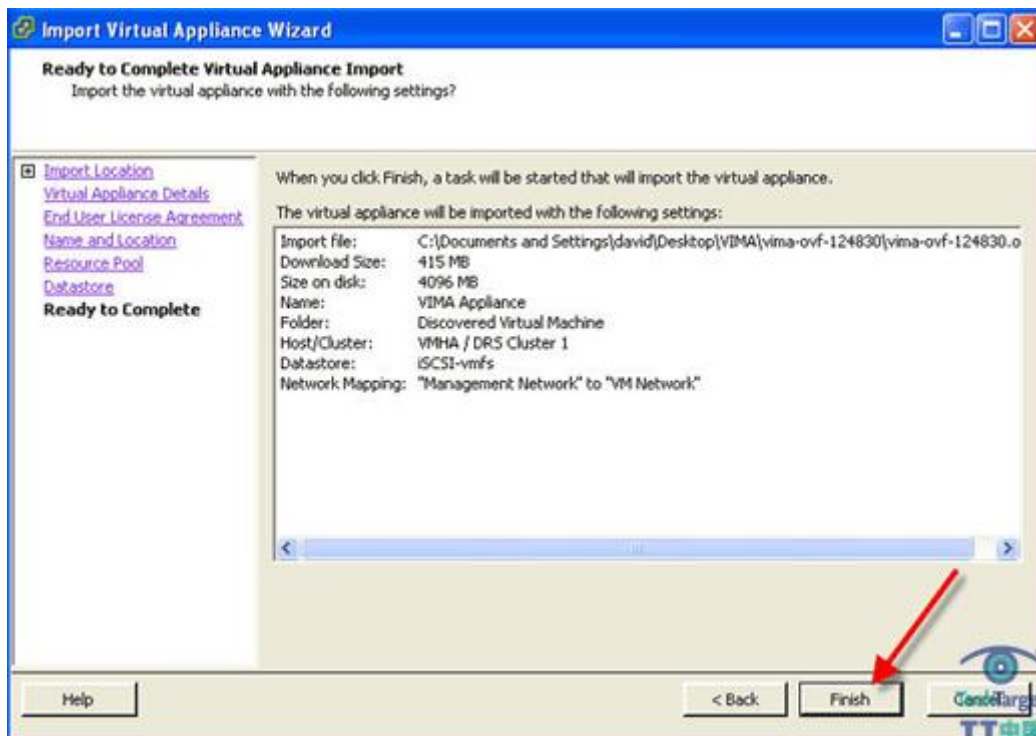 Import Virtual Appliance Wizard
Ready to Complete Virtual Appliance Import
Import the virtual appliance with the following settings?
Import Location
Virtual Appliance Details
End User License Agreement
Name and Location
Resource Pool
Datastore
Ready to Complete
When you click Finish, a task will be started that will import the virtual appliance.
The virtual appliance will be imported with the following settings:
Import file: C:\Documents and Settings\david\Desktop\VIMA\vima-ovf-124830\vima-ovf-124830.o
Download Size: 415 MB
Size on disk: 4096 MB
Name: VIMA Appliance
Folder: Discovered Virtual Machine
Host/Cluster: VMHA / DRS Cluster 1
Datastore: iSCSI-vmfs
Network Mapping: "Management Network" to "VM Network"
Help
< Back
Finish
Cancel
TT中